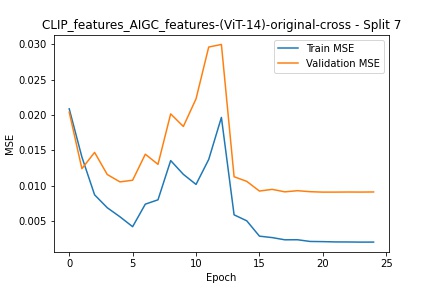 CLIP_features_AIGC_features-(ViT-14)-original-cross - Split 7
0.030
0.025
0.020
0.015
0.010
0.005
MSE
Train MSE
Validation MSE
0 5 10 15 20 25
Epoch